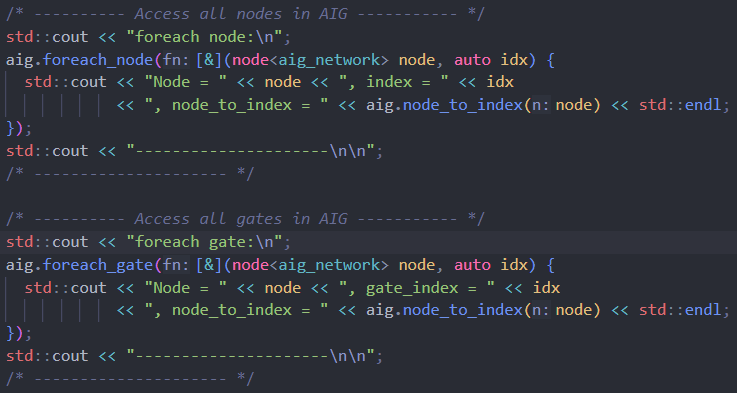 /* ---------- Access all nodes in AIG ----------- */
std::cout << "foreach node:\n";
aig.foreach_node(fn: [&](node<aig_network> node, auto idx) {
  std::cout << "Node = " << node << ", index = " << idx
            << ", node_to_index = " << aig.node_to_index(n: node) << std::endl;
});
std::cout << "---------------------\n\n";
/* --------------------- */

/* ---------- Access all gates in AIG ----------- */
std::cout << "foreach gate:\n";
aig.foreach_gate(fn: [&](node<aig_network> node, auto idx) {
  std::cout << "Node = " << node << ", gate_index = " << idx
            << ", node_to_index = " << aig.node_to_index(n: node) << std::endl;
});
std::cout << "---------------------\n\n";
/* --------------------- */